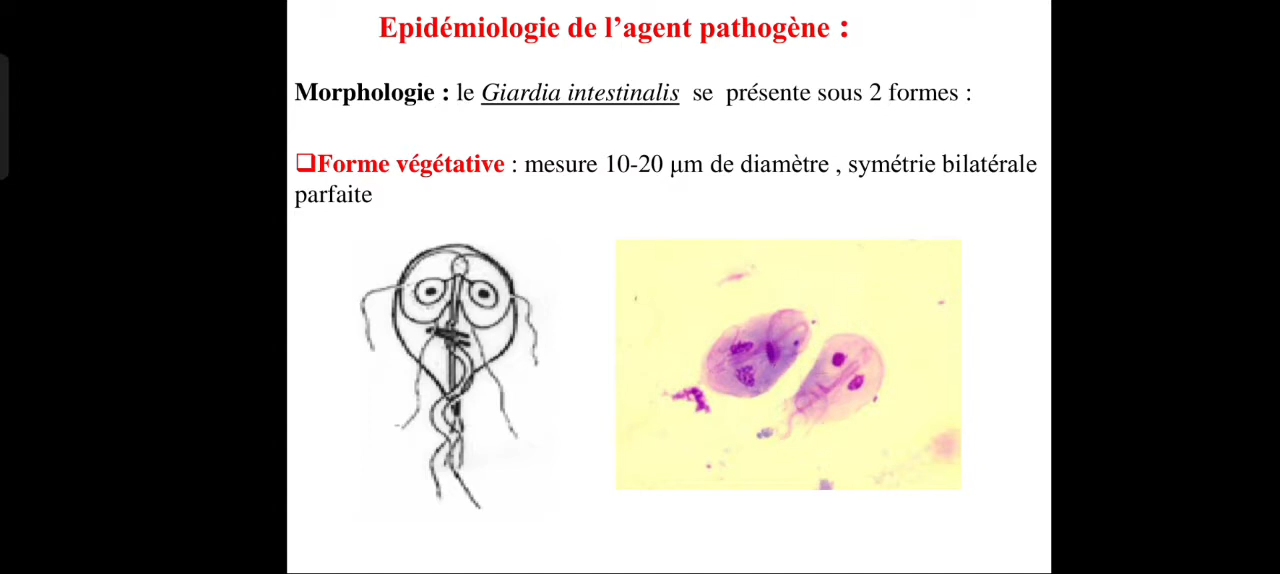 Epidémiologie de l’agent pathogène :
Morphologie : le Giardia intestinalis se présente sous 2 formes :
❑Forme végétative : mesure 10-20 µm de diamètre , symétrie bilatérale
parfaite